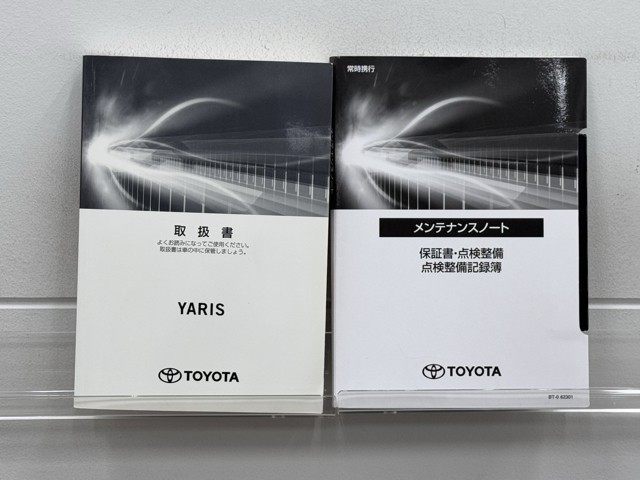 取扱書
よくお読みになってご使用ください。
取扱書は車の中に保管しましょう。
YARIS
TOYOTA
常時携行
メンテナンスノート
保証書・点検整備
点検整備記録簿
TOYOTA